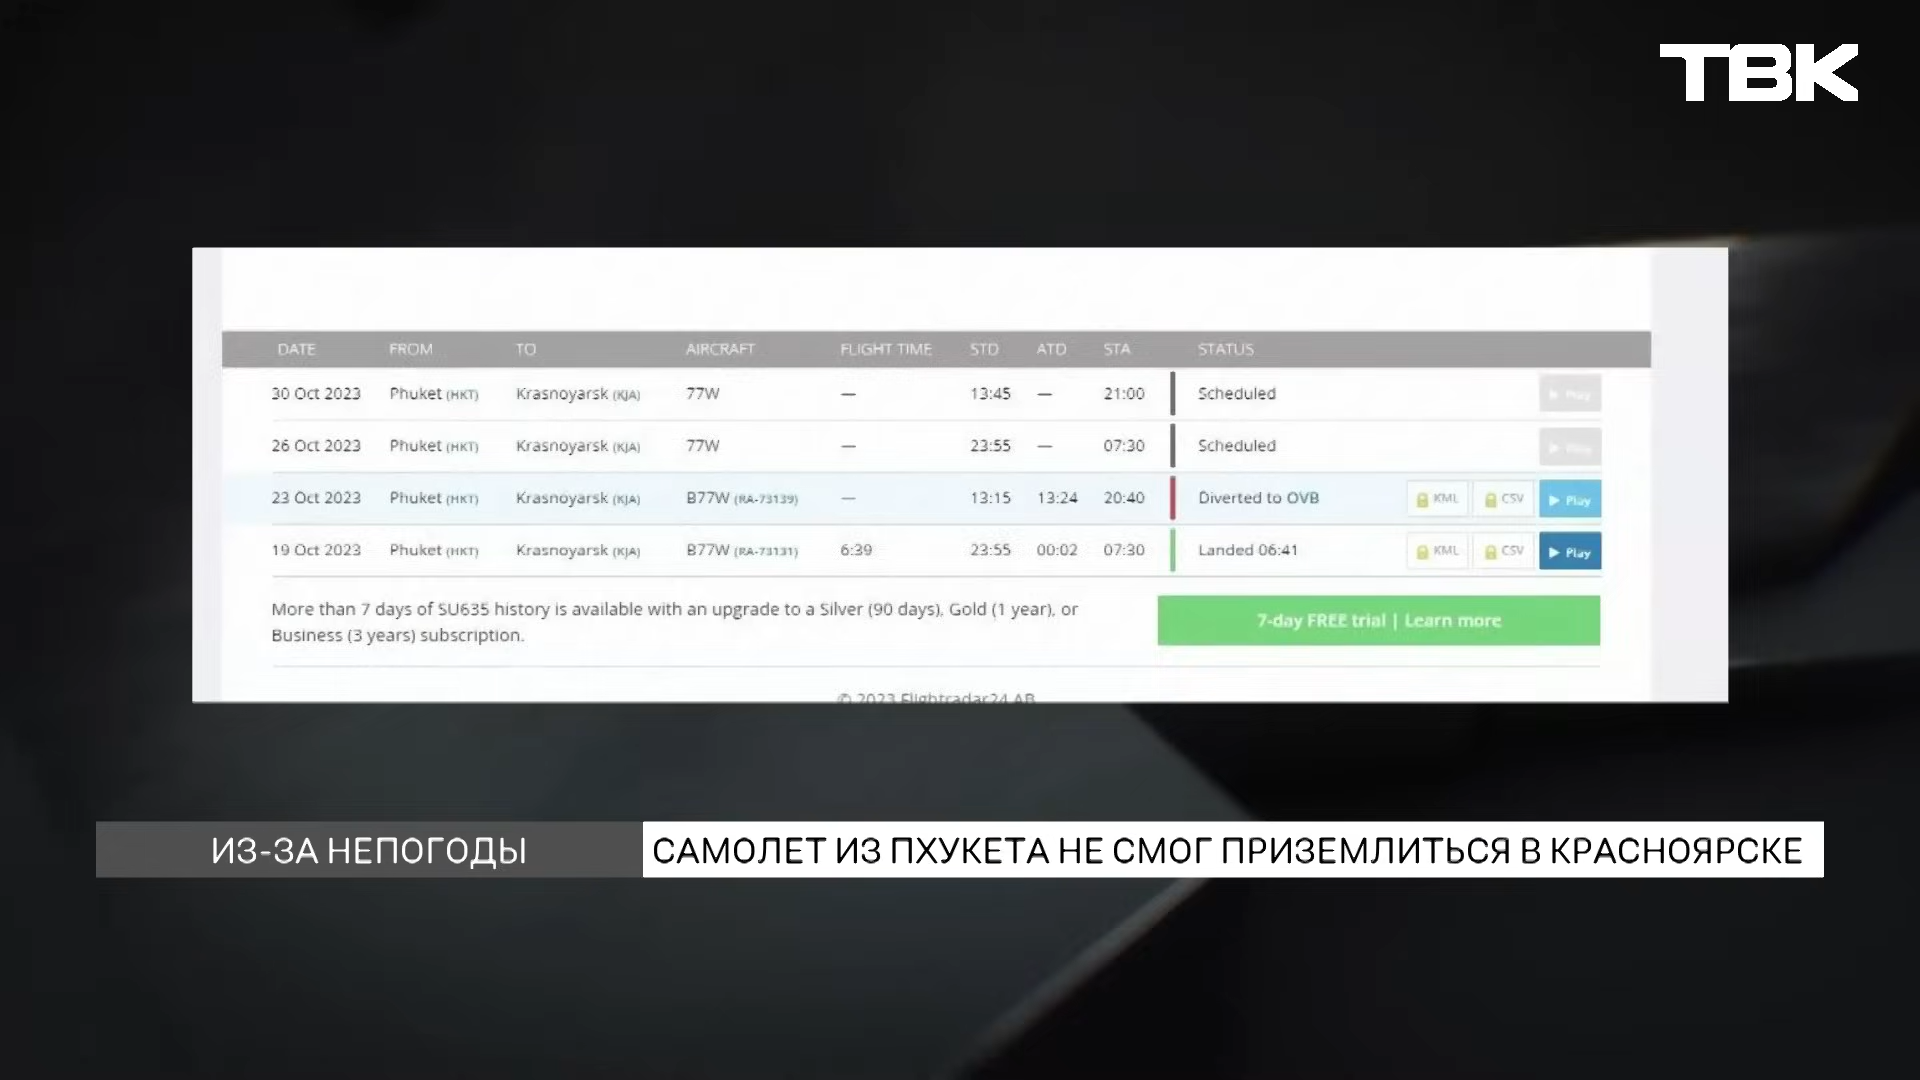 ТВК
DATE FROM TO AIRCRAFT FLIGHT TIME STD ATD STA STATUS
30 Oct 2023 Phuket (HKT) Krasnoyarsk (KJA) 77W — 13:45 — 21:00 Scheduled Play
26 Oct 2023 Phuket (HKT) Krasnoyarsk (KJA) 77W — 23:55 — 07:30 Scheduled Play
23 Oct 2023 Phuket (HKT) Krasnoyarsk (KJA) B77W (RA-73139) — 13:15 13:24 20:40 Diverted to OVB KML CSV Play
19 Oct 2023 Phuket (HKT) Krasnoyarsk (KJA) B77W (RA-73131) 6:39 23:55 00:02 07:30 Landed 06:41 KML CSV Play
More than 7 days of SU635 history is available with an upgrade to a Silver (90 days), Gold (1 year), or
Business (3 years) subscription.
7-day FREE trial | Learn more
© 2023 Flightradar24 AB
ИЗ-ЗА НЕПОГОДЫ САМОЛЕТ ИЗ ПХУКЕТА НЕ СМОГ ПРИЗЕМЛИТЬСЯ В КРАСНОЯРСКЕ